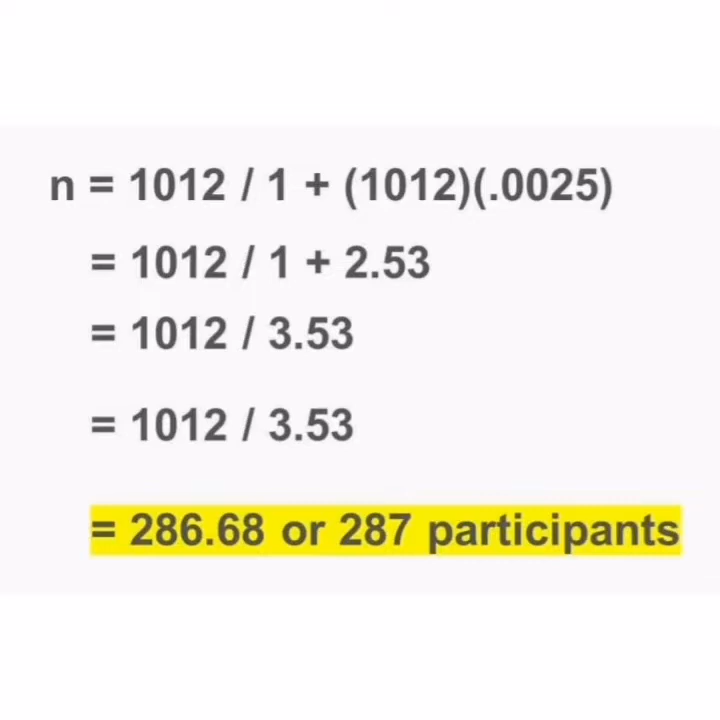 n = 1012 / 1 + (1012)(.0025)
= 1012 / 1 + 2.53
= 1012 / 3.53
= 1012 / 3.53
= 286.68 or 287 participants